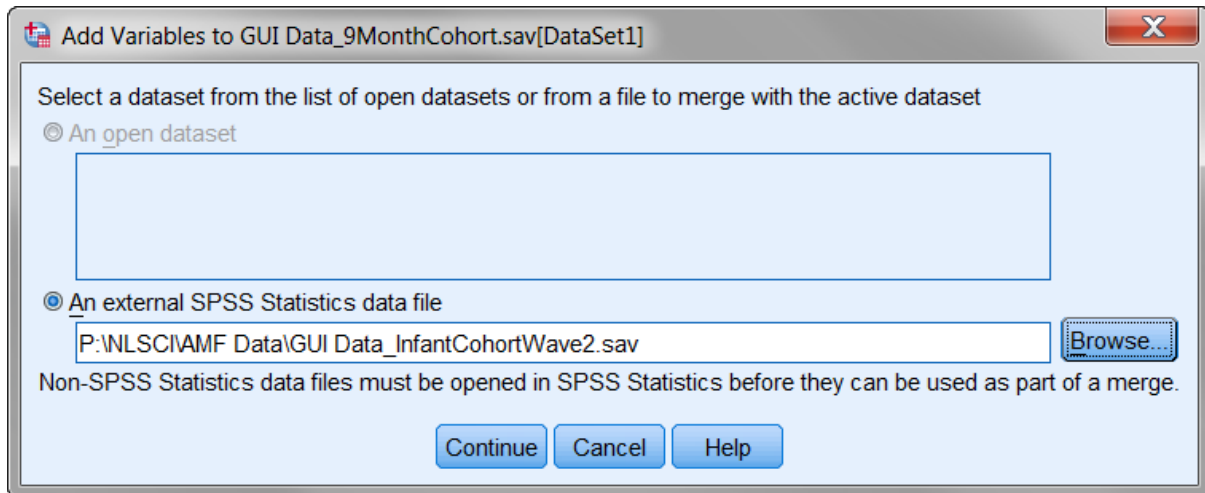 Add Variables to GUI Data_9MonthCohort.sav[DataSet1]
Select a dataset from the list of open datasets or from a file to merge with the active dataset
An open dataset
An external SPSS Statistics data file
P:\NLSCI\AMF Data\GUI Data_InfantCohortWave2.sav
Browse...
Non-SPSS Statistics data files must be opened in SPSS Statistics before they can be used as part of a merge.
Continue Cancel Help